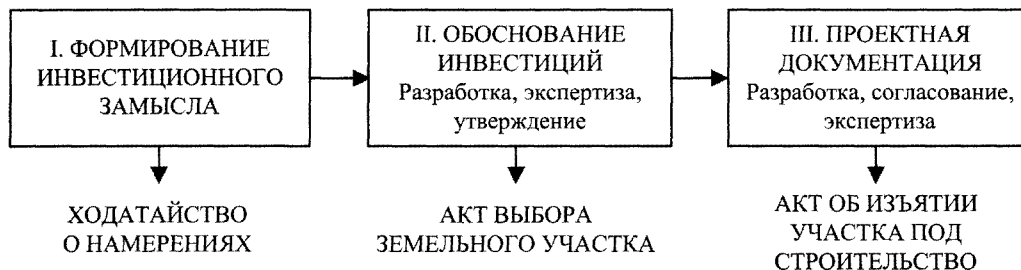 I. ФОРМИРОВАНИЕ
ИНВЕСТИЦИОННОГО
ЗАМЫСЛА
II. ОБОСНОВАНИЕ
ИНВЕСТИЦИЙ
Разработка, экспертиза,
утверждение
III. ПРОЕКТНАЯ
ДОКУМЕНТАЦИЯ
Разработка, согласование,
экспертиза
ХОДАТАЙСТВО
О НАМЕРЕНИЯХ
АКТ ВЫБОРА
ЗЕМЕЛЬНОГО УЧАСТКА
АКТ ОБ ИЗЪЯТИИ
УЧАСТКА ПОД
СТРОИТЕЛЬСТВО